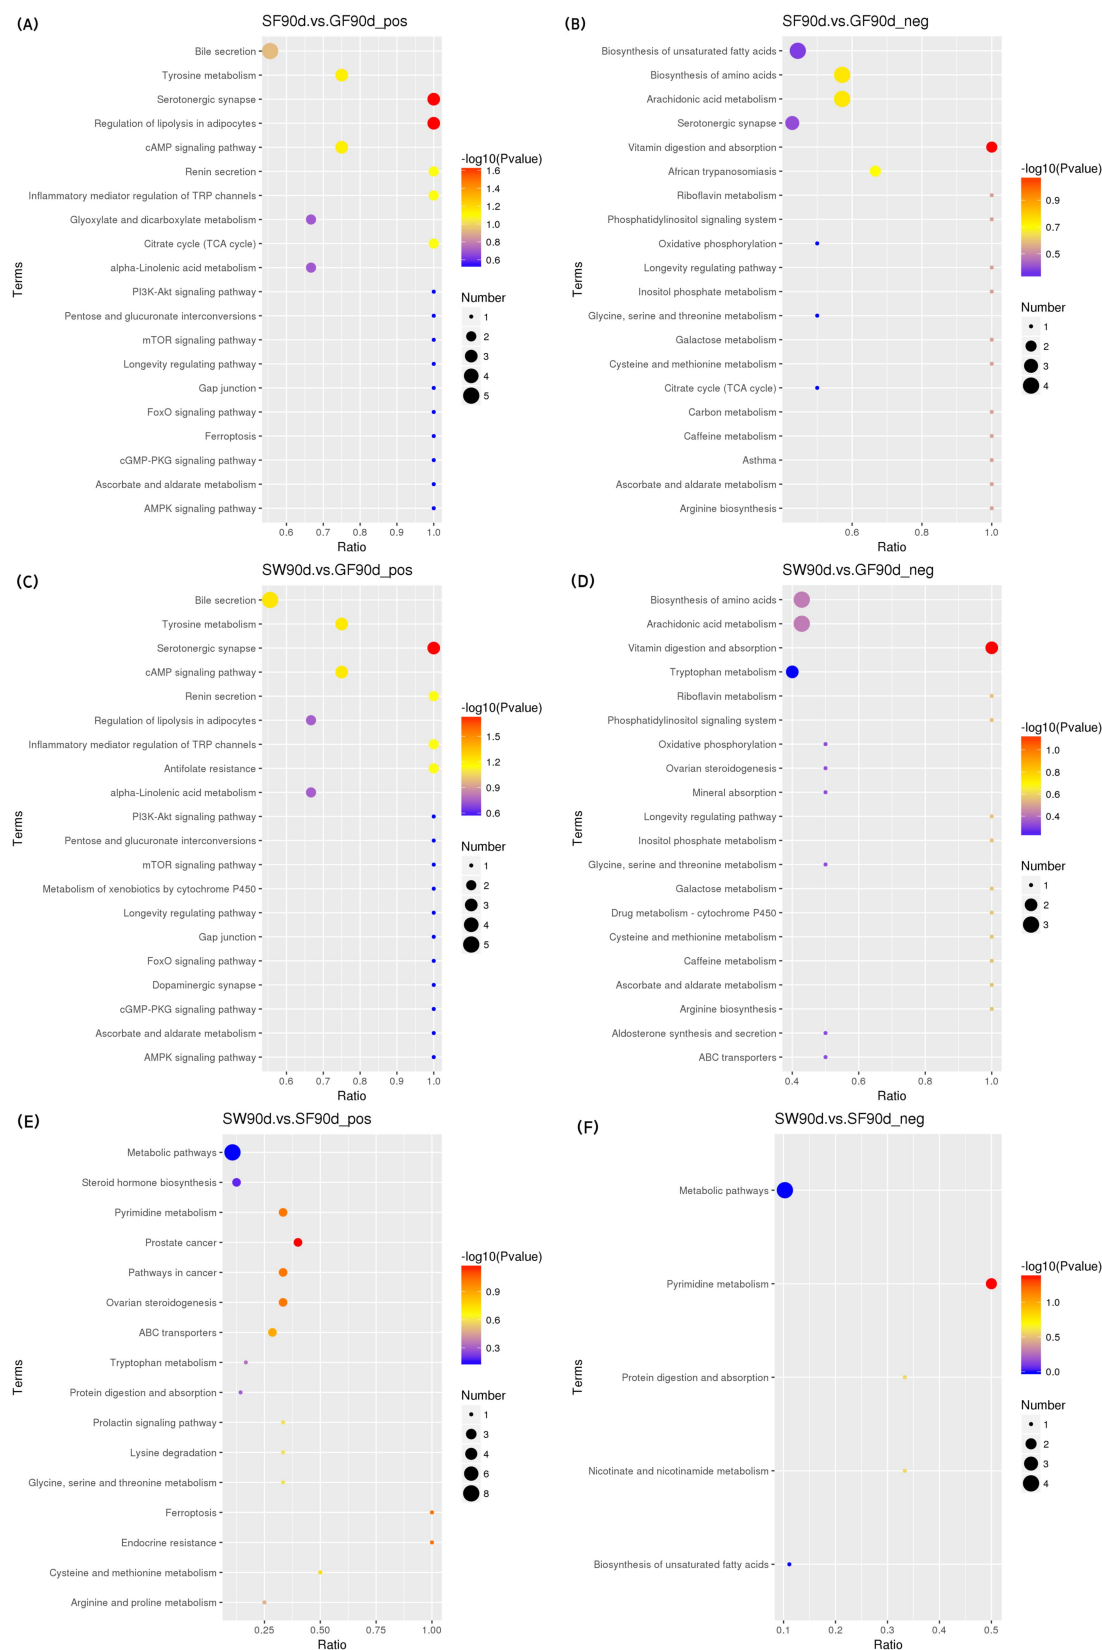 (A)
SF90d.vs.GF90d_pos
Terms
Bile secretion
Tyrosine metabolism
Serotonergic synapse
Regulation of lipolysis in adipocytes
cAMP signaling pathway
Renin secretion
Inflammatory mediator regulation of TRP channels
Glyoxylate and dicarboxylate metabolism
Citrate cycle (TCA cycle)
alpha-Linolenic acid metabolism
PI3K-Akt signaling pathway
Pentose and glucuronate interconversions
mTOR signaling pathway
Longevity regulating pathway
Gap junction
FoxO signaling pathway
Ferroptosis
cGMP-PKG signaling pathway
Ascorbate and aldarate metabolism
AMPK signaling pathway
0.6 0.7 0.8 0.9 1.0
Ratio
-log10(Pvalue)
1.6
1.4
1.2
1.0
0.8
0.6
Number
1
2
3
4
5
(B)
SF90d.vs.GF90d_neg
Terms
Biosynthesis of unsaturated fatty acids
Biosynthesis of amino acids
Arachidonic acid metabolism
Serotonergic synapse
Vitamin digestion and absorption
African trypanosomiasis
Riboflavin metabolism
Phosphatidylinositol signaling system
Oxidative phosphorylation
Longevity regulating pathway
Inositol phosphate metabolism
Glycine, serine and threonine metabolism
Galactose metabolism
Cysteine and methionine metabolism
Citrate cycle (TCA cycle)
Carbon metabolism
Caffeine metabolism
Asthma
Ascorbate and aldarate metabolism
Arginine biosynthesis
0.6 0.8 1.0
Ratio
-log10(Pvalue)
0.9
0.7
0.5
Number
1
2
3
4
(C)
SW90d.vs.GF90d_pos
Terms
Bile secretion
Tyrosine metabolism
Serotonergic synapse
cAMP signaling pathway
Renin secretion
Regulation of lipolysis in adipocytes
Inflammatory mediator regulation of TRP channels
Antifolate resistance
alpha-Linolenic acid metabolism
PI3K-Akt signaling pathway
Pentose and glucuronate interconversions
mTOR signaling pathway
Metabolism of xenobiotics by cytochrome P450
Longevity regulating pathway
Gap junction
FoxO signaling pathway
Dopaminergic synapse
cGMP-PKG signaling pathway
Ascorbate and aldarate metabolism
AMPK signaling pathway
0.6 0.7 0.8 0.9 1.0
Ratio
-log10(Pvalue)
1.5
1.2
0.9
0.6
Number
1
2
3
4
5
(D)
SW90d.vs.GF90d_neg
Terms
Biosynthesis of amino acids
Arachidonic acid metabolism
Vitamin digestion and absorption
Tryptophan metabolism
Riboflavin metabolism
Phosphatidylinositol signaling system
Oxidative phosphorylation
Ovarian steroidogenesis
Mineral absorption
Longevity regulating pathway
Inositol phosphate metabolism
Glycine, serine and threonine metabolism
Galactose metabolism
Drug metabolism - cytochrome P450
Cysteine and methionine metabolism
Caffeine metabolism
Ascorbate and aldarate metabolism
Arginine biosynthesis
Aldosterone synthesis and secretion
ABC transporters
0.4 0.6 0.8 1.0
Ratio
-log10(Pvalue)
1.0
0.8
0.6
0.4
Number
1
2
3
(E)
SW90d.vs.SF90d_pos
Terms
Metabolic pathways
Steroid hormone biosynthesis
Pyrimidine metabolism
Prostate cancer
Pathways in cancer
Ovarian steroidogenesis
ABC transporters
Tryptophan metabolism
Protein digestion and absorption
Prolactin signaling pathway
Lysine degradation
Glycine, serine and threonine metabolism
Ferroptosis
Endocrine resistance
Cysteine and methionine metabolism
Arginine and proline metabolism
0.25 0.50 0.75 1.00
Ratio
-log10(Pvalue)
0.9
0.6
0.3
Number
1
3
4
6
8
(F)
SW90d.vs.SF90d_neg
Terms
Metabolic pathways
Pyrimidine metabolism
Protein digestion and absorption
Nicotinate and nicotinamide metabolism
Biosynthesis of unsaturated fatty acids
0.1 0.2 0.3 0.4 0.5
Ratio
-log10(Pvalue)
1.0
0.5
0.0
Number
1
2
3
4